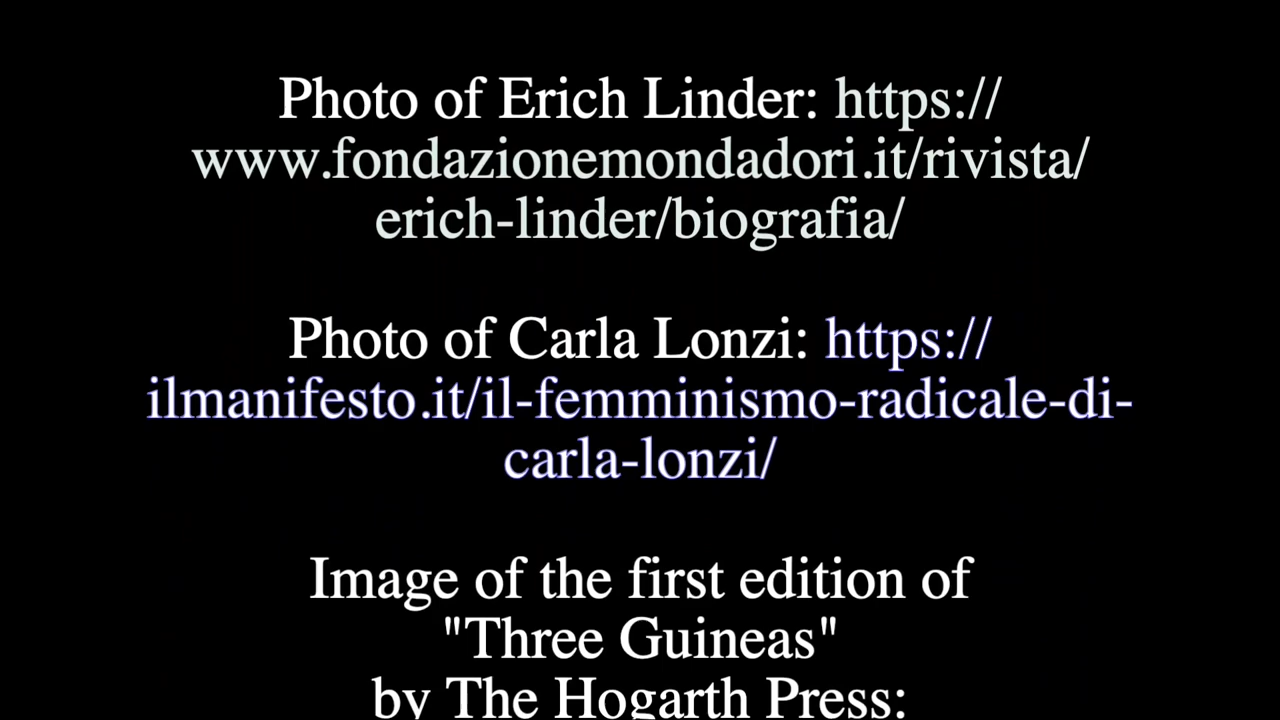 Photo of Erich Linder: https://
www.fondazionemondadori.it/rivista/
erich-linder/biografia/
Photo of Carla Lonzi: https://
ilmanifesto.it/il-femminismo-radicale-di-
carla-lonzi/
Image of the first edition of
"Three Guineas"
by The Hogarth Press: